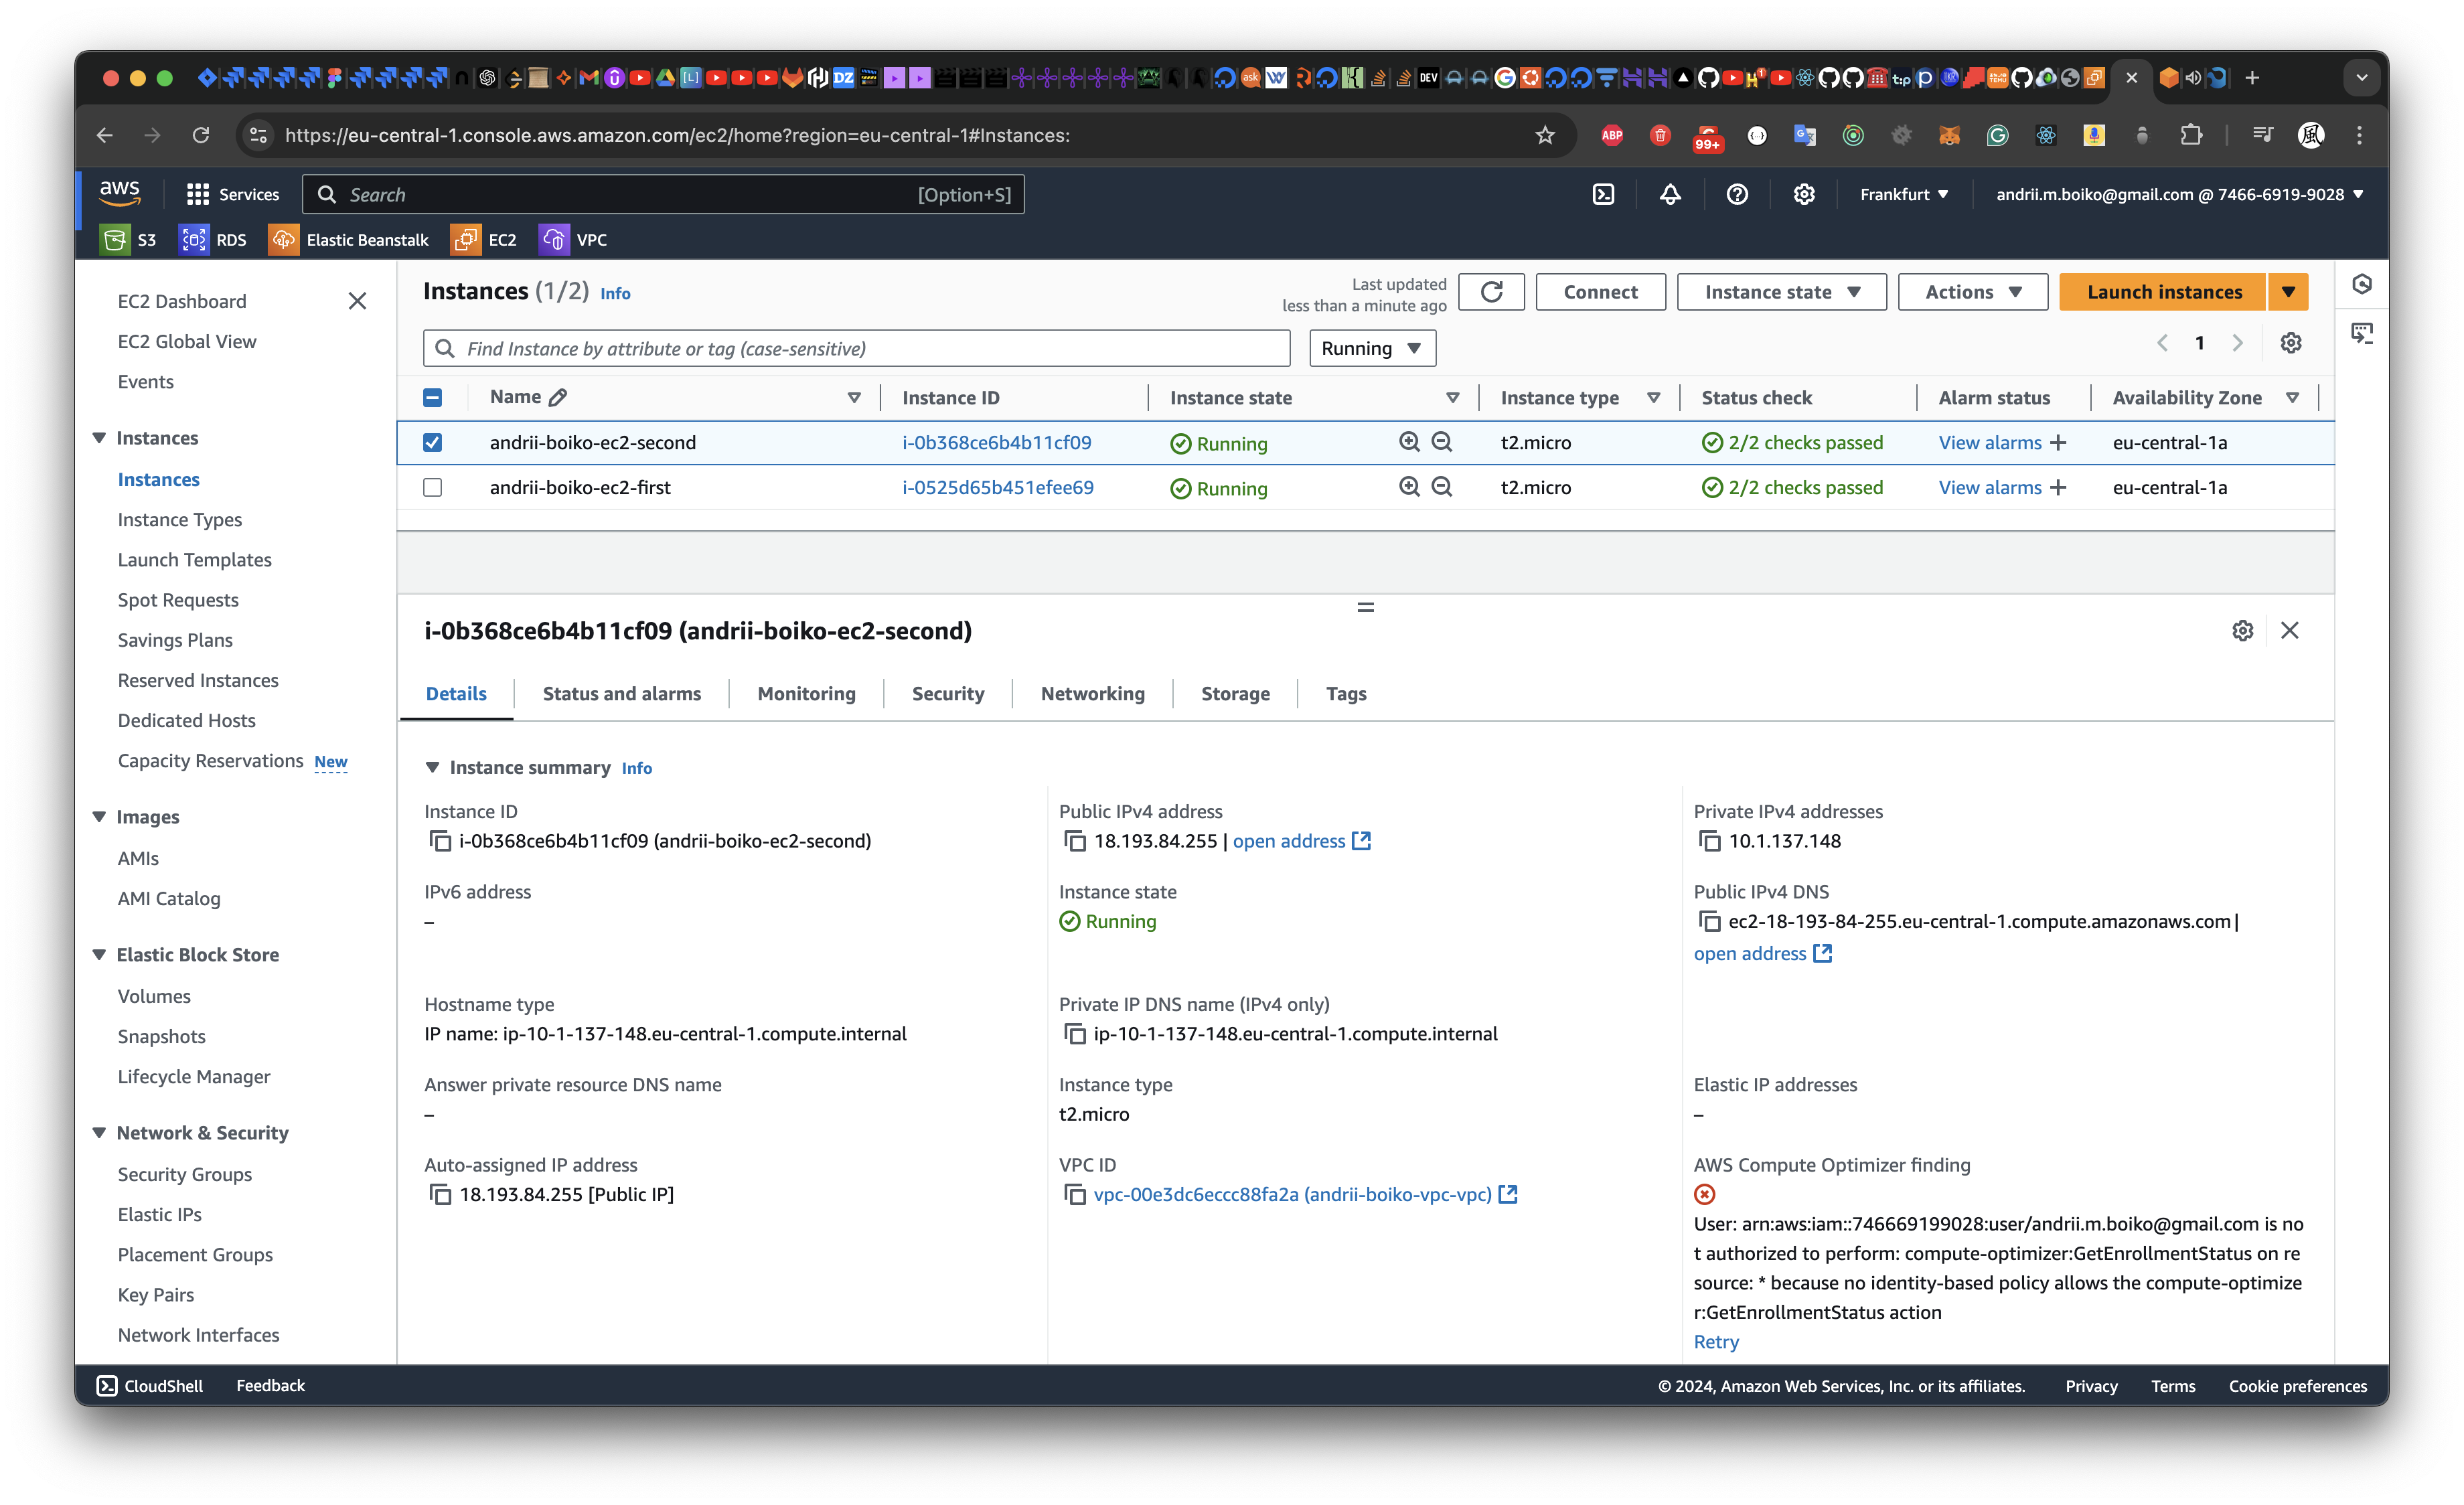 https://eu-central-1.console.aws.amazon.com/ec2/home?region=eu-central-1#Instances:
ABP
99+
aws
Services
Search
[Option+S]
Frankfurt
andrii.m.boiko@gmail.com @ 7466-6919-9028
S3
RDS
Elastic Beanstalk
EC2
VPC
EC2 Dashboard
EC2 Global View
Events
Instances
Instances
Instance Types
Launch Templates
Spot Requests
Savings Plans
Reserved Instances
Dedicated Hosts
Capacity Reservations New
Images
AMIs
AMI Catalog
Elastic Block Store
Volumes
Snapshots
Lifecycle Manager
Network & Security
Security Groups
Elastic IPs
Placement Groups
Key Pairs
Network Interfaces
Instances (1/2) Info
Last updated
less than a minute ago
Connect
Instance state
Actions
Launch instances
Find Instance by attribute or tag (case-sensitive)
Running
1
Name Instance ID Instance state Instance type Status check Alarm status Availability Zone
andrii-boiko-ec2-second i-0b368ce6b4b11cf09 Running t2.micro 2/2 checks passed View alarms eu-central-1a
andrii-boiko-ec2-first i-0525d65b451efee69 Running t2.micro 2/2 checks passed View alarms eu-central-1a
i-0b368ce6b4b11cf09 (andrii-boiko-ec2-second)
Details Status and alarms Monitoring Security Networking Storage Tags
Instance summary Info
Instance ID
i-0b368ce6b4b11cf09 (andrii-boiko-ec2-second)
Public IPv4 address
18.193.84.255 | open address
Private IPv4 addresses
10.1.137.148
IPv6 address
–
Instance state
Running
Public IPv4 DNS
ec2-18-193-84-255.eu-central-1.compute.amazonaws.com |
open address
Hostname type
IP name: ip-10-1-137-148.eu-central-1.compute.internal
Private IP DNS name (IPv4 only)
ip-10-1-137-148.eu-central-1.compute.internal
Answer private resource DNS name
–
Instance type
t2.micro
Elastic IP addresses
–
Auto-assigned IP address
18.193.84.255 [Public IP]
VPC ID
vpc-00e3dc6eccc88fa2a (andrii-boiko-vpc-vpc)
AWS Compute Optimizer finding
User: arn:aws:iam::746669199028:user/andrii.m.boiko@gmail.com is no
t authorized to perform: compute-optimizer:GetEnrollmentStatus on re
source: * because no identity-based policy allows the compute-optimize
r:GetEnrollmentStatus action
Retry
CloudShell
Feedback
© 2024, Amazon Web Services, Inc. or its affiliates.
Privacy
Terms
Cookie preferences